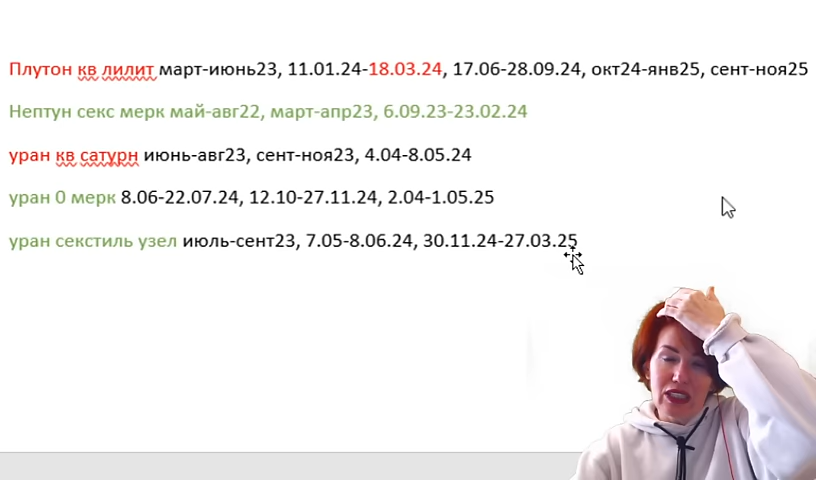 Плутон кв лилит март-июнь23, 11.01.24-18.03.24, 17.06-28.09.24, окт24-янв25, сент-ноя25
Нептун секс мерк май-авг22, март-апр23, 6.09.23-23.02.24
уран кв сатурн июнь-авг23, сент-ноя23, 4.04-8.05.24
уран 0 мерк 8.06-22.07.24, 12.10-27.11.24, 2.04-1.05.25
уран секстиль узел июль-сент23, 7.05-8.06.24, 30.11.24-27.03.25